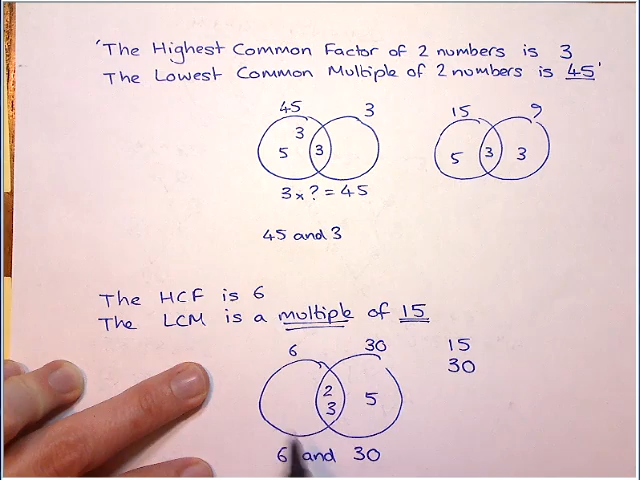 'The Highest Common Factor of 2 numbers is 3
The Lowest Common Multiple of 2 numbers is 45'
45 3
3
5 3
15 9
5 3 3
3 x ? = 45
45 and 3
The HCF is 6
The LCM is a multiple of 15
6 30
2
3 5
15
30
6 and 30